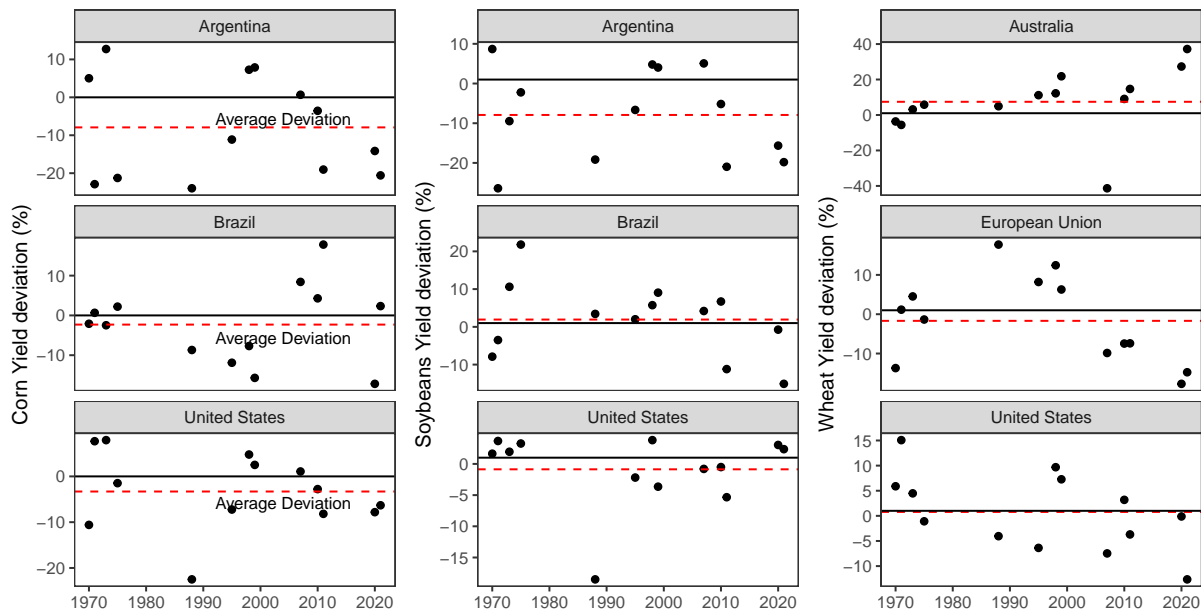 Corn Yield deviation (%)
Argentina
10
0
−10
−20
Average Deviation
Brazil
10
0
−10
Average Deviation
United States
0
−10
−20
Average Deviation
1970 1980 1990 2000 2010 2020
Soybeans Yield deviation (%)
Argentina
10
0
−10
−20
Brazil
20
10
0
−10
United States
0
−5
−10
−15
1970 1980 1990 2000 2010 2020
Wheat Yield deviation (%)
Australia
40
20
0
−20
−40
European Union
10
0
−10
United States
15
10
5
0
−5
−10
1970 1980 1990 2000 2010 2020